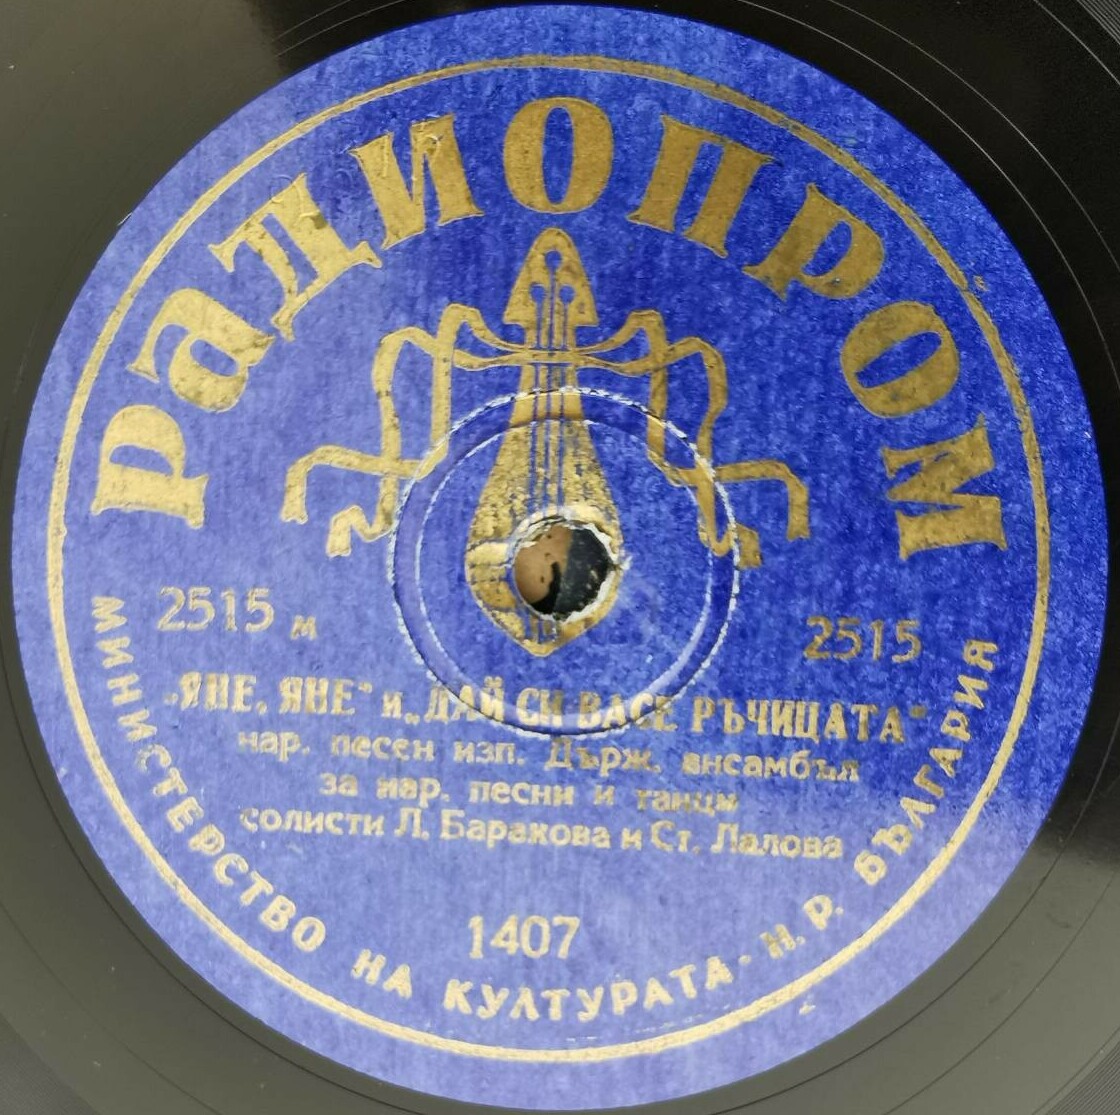 РАДИОПРОМ
2515 м
2515
„ЯНЕ, ЯНЕ" и „ДАЙ СИ ВАСЕ РЪЧИЦАТА"
нар. песен изп. Държ. ансамбъл
за нар. песни и танци
солисти Л. Баракова и Ст. Лалова
1407
МИНИСТЕРСТВО НА КУЛТУРАТА - Н. Р. БЪЛГАРИЯ